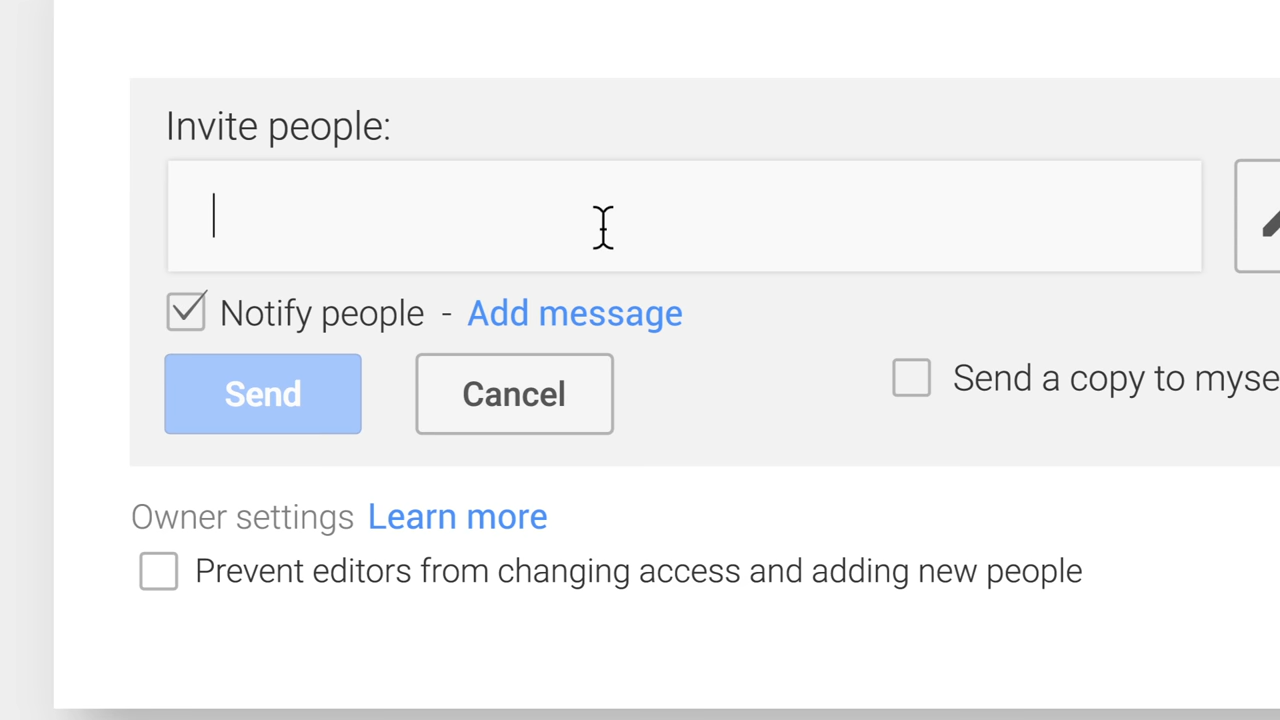 Invite people:
Notify people - Add message
Send Cancel
Send a copy to myse
Owner settings Learn more
Prevent editors from changing access and adding new people